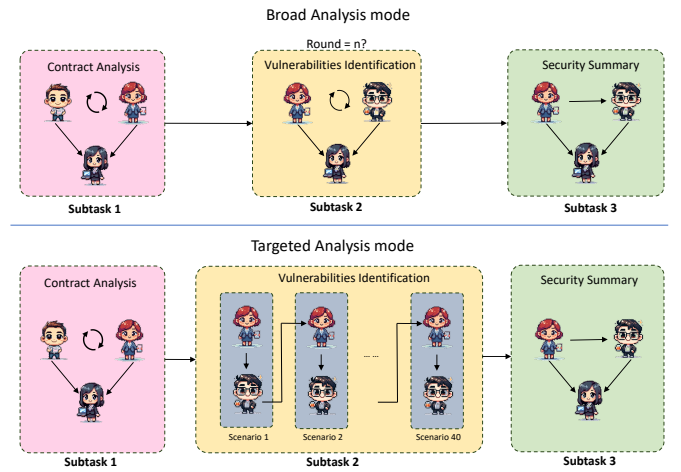 Broad Analysis mode
Round = n?
Contract Analysis
Vulnerabilities Identification
Security Summary
Subtask 1
Subtask 2
Subtask 3
Targeted Analysis mode
Contract Analysis
Vulnerabilities Identification
Security Summary
... ...
Scenario 1
Scenario 2
Scenario 40
Subtask 1
Subtask 2
Subtask 3